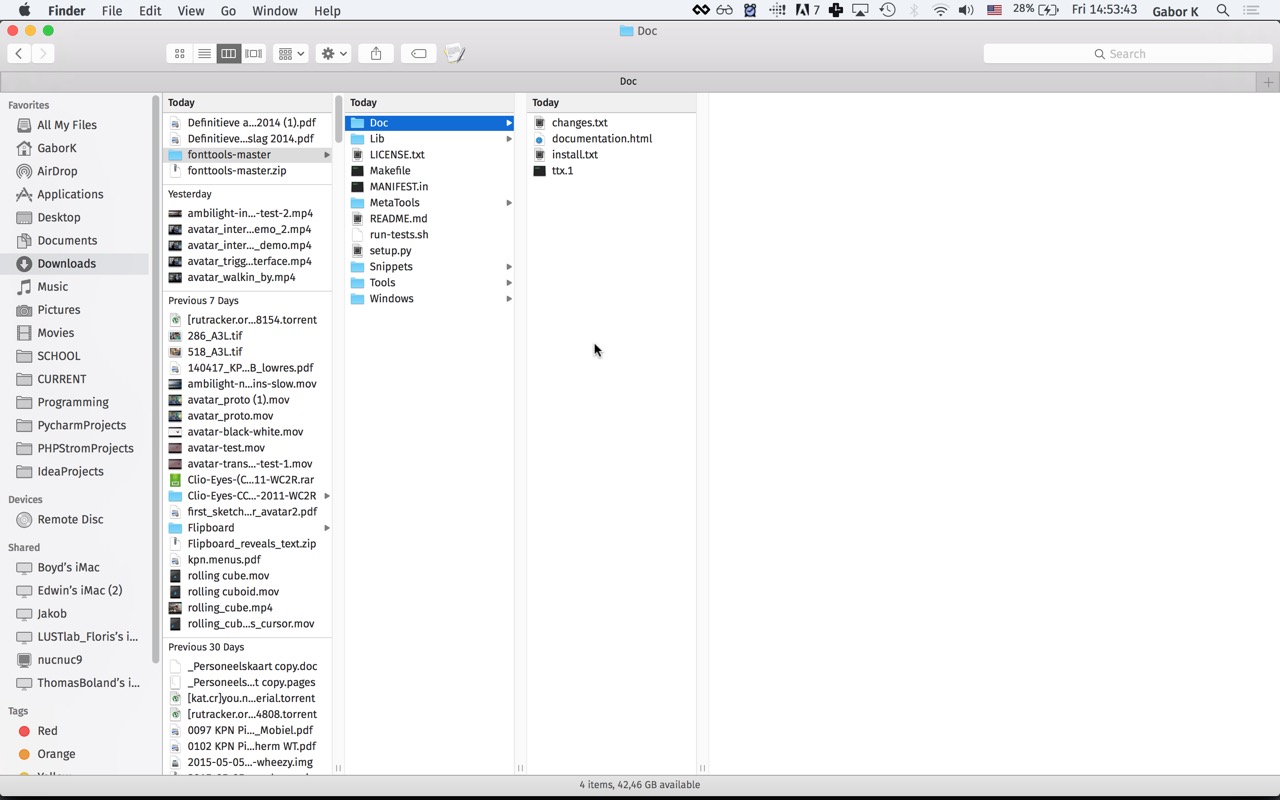 Finder File Edit View Go Window Help 7 28% Fri 14:53:43 Gabor K
Doc
Search
Doc
Favorites
All My Files
GaborK
AirDrop
Applications
Desktop
Documents
Downloads
Music
Pictures
Movies
SCHOOL
CURRENT
Programming
PycharmProjects
PHPStromProjects
IdeaProjects
Devices
Remote Disc
Shared
Boyd's iMac
Edwin's iMac (2)
Jakob
LUSTlab_Floris's i...
nucnuc9
ThomasBoland's i...
Tags
Red
Orange
Yellow
Today
Definitieve a...2014 (1).pdf
Definitieve...slag 2014.pdf
fonttools-master
fonttools-master.zip
Yesterday
ambilight-in...-test-2.mp4
avatar_inter...emo_2.mp4
avatar_inter..._demo.mp4
avatar_trigg...terface.mp4
avatar_walkin_by.mp4
Previous 7 Days
[rutracker.or...8154.torrent
286_A3L.tif
518_A3L.tif
140417_KP...B_lowres.pdf
ambilight-n...ins-slow.mov
avatar_proto (1).mov
avatar_proto.mov
avatar-black-white.mov
avatar-test.mov
avatar-trans...-test-1.mov
Clio-Eyes-(C...11-WC2R.rar
Clio-Eyes-CC...-2011-WC2R
first_sketch...r_avatar2.pdf
Flipboard
Flipboard_reveals_text.zip
kpn.menus.pdf
rolling cube.mov
rolling cuboid.mov
rolling_cube.mp4
rolling_cub...s_cursor.mov
Previous 30 Days
_Personeelskaart copy.doc
_Personeels...t copy.pages
[kat.cr]you.n...erial.torrent
[rutracker.or...4808.torrent
0097 KPN Pi..._Mobiel.pdf
0102 KPN Pi...herm WT.pdf
2015-05-05...-wheezy.img
Today
Doc
Lib
LICENSE.txt
Makefile
MANIFEST.in
MetaTools
README.md
run-tests.sh
setup.py
Snippets
Tools
Windows
Today
changes.txt
documentation.html
install.txt
ttx.1
4 items, 42,46 GB available